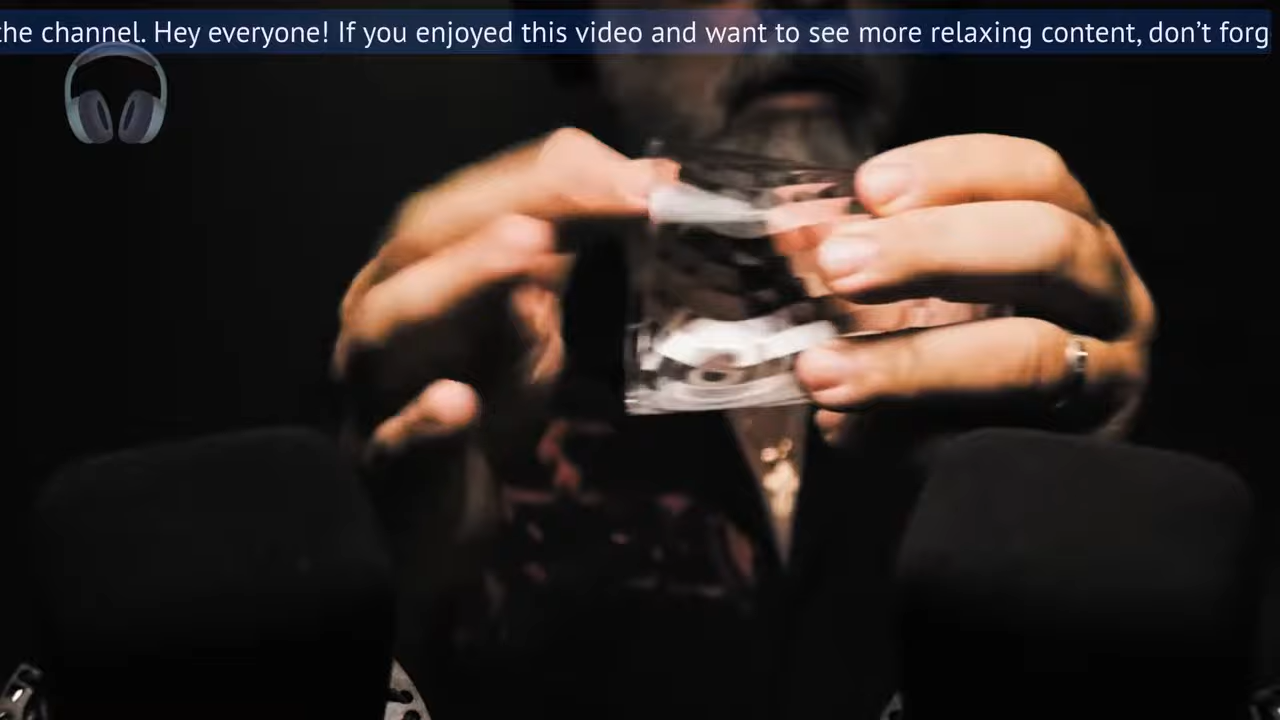 the channel. Hey everyone! If you enjoyed this video and want to see more relaxing content, don’t forg